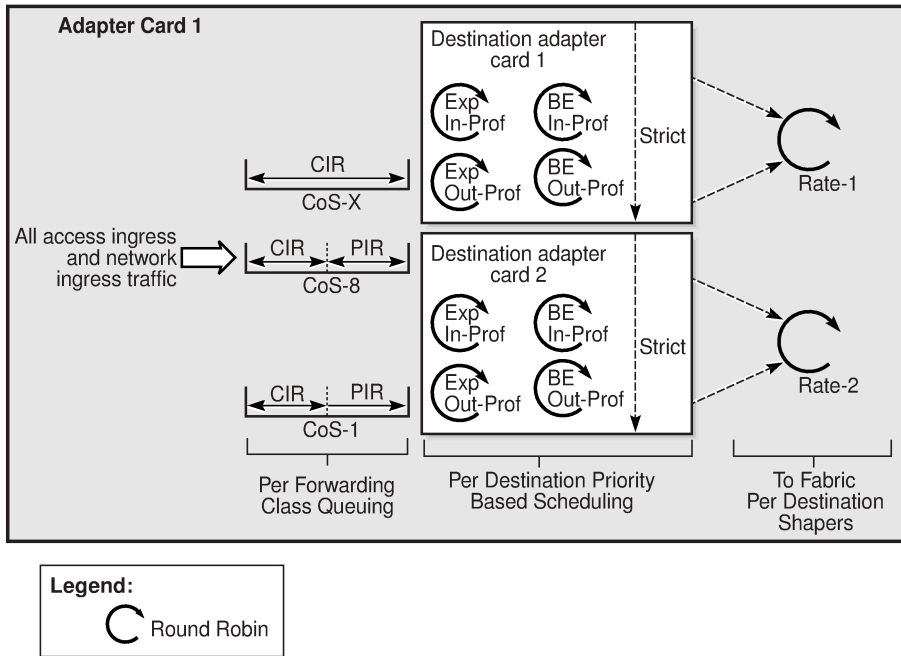 Adapter Card 1
All access ingress
and network
ingress traffic
CIR
CoS-X
CIR PIR
CoS-8
CIR PIR
CoS-1
Per Forwarding
Class Queuing
Destination adapter
card 1
Exp
In-Prof
BE
In-Prof
Exp
Out-Prof
BE
Out-Prof
Strict
Destination adapter
card 2
Exp
In-Prof
BE
In-Prof
Exp
Out-Prof
BE
Out-Prof
Strict
Per Destination Priority
Based Scheduling
Rate-1
Rate-2
To Fabric
Per Destination
Shapers
Legend:
Round Robin